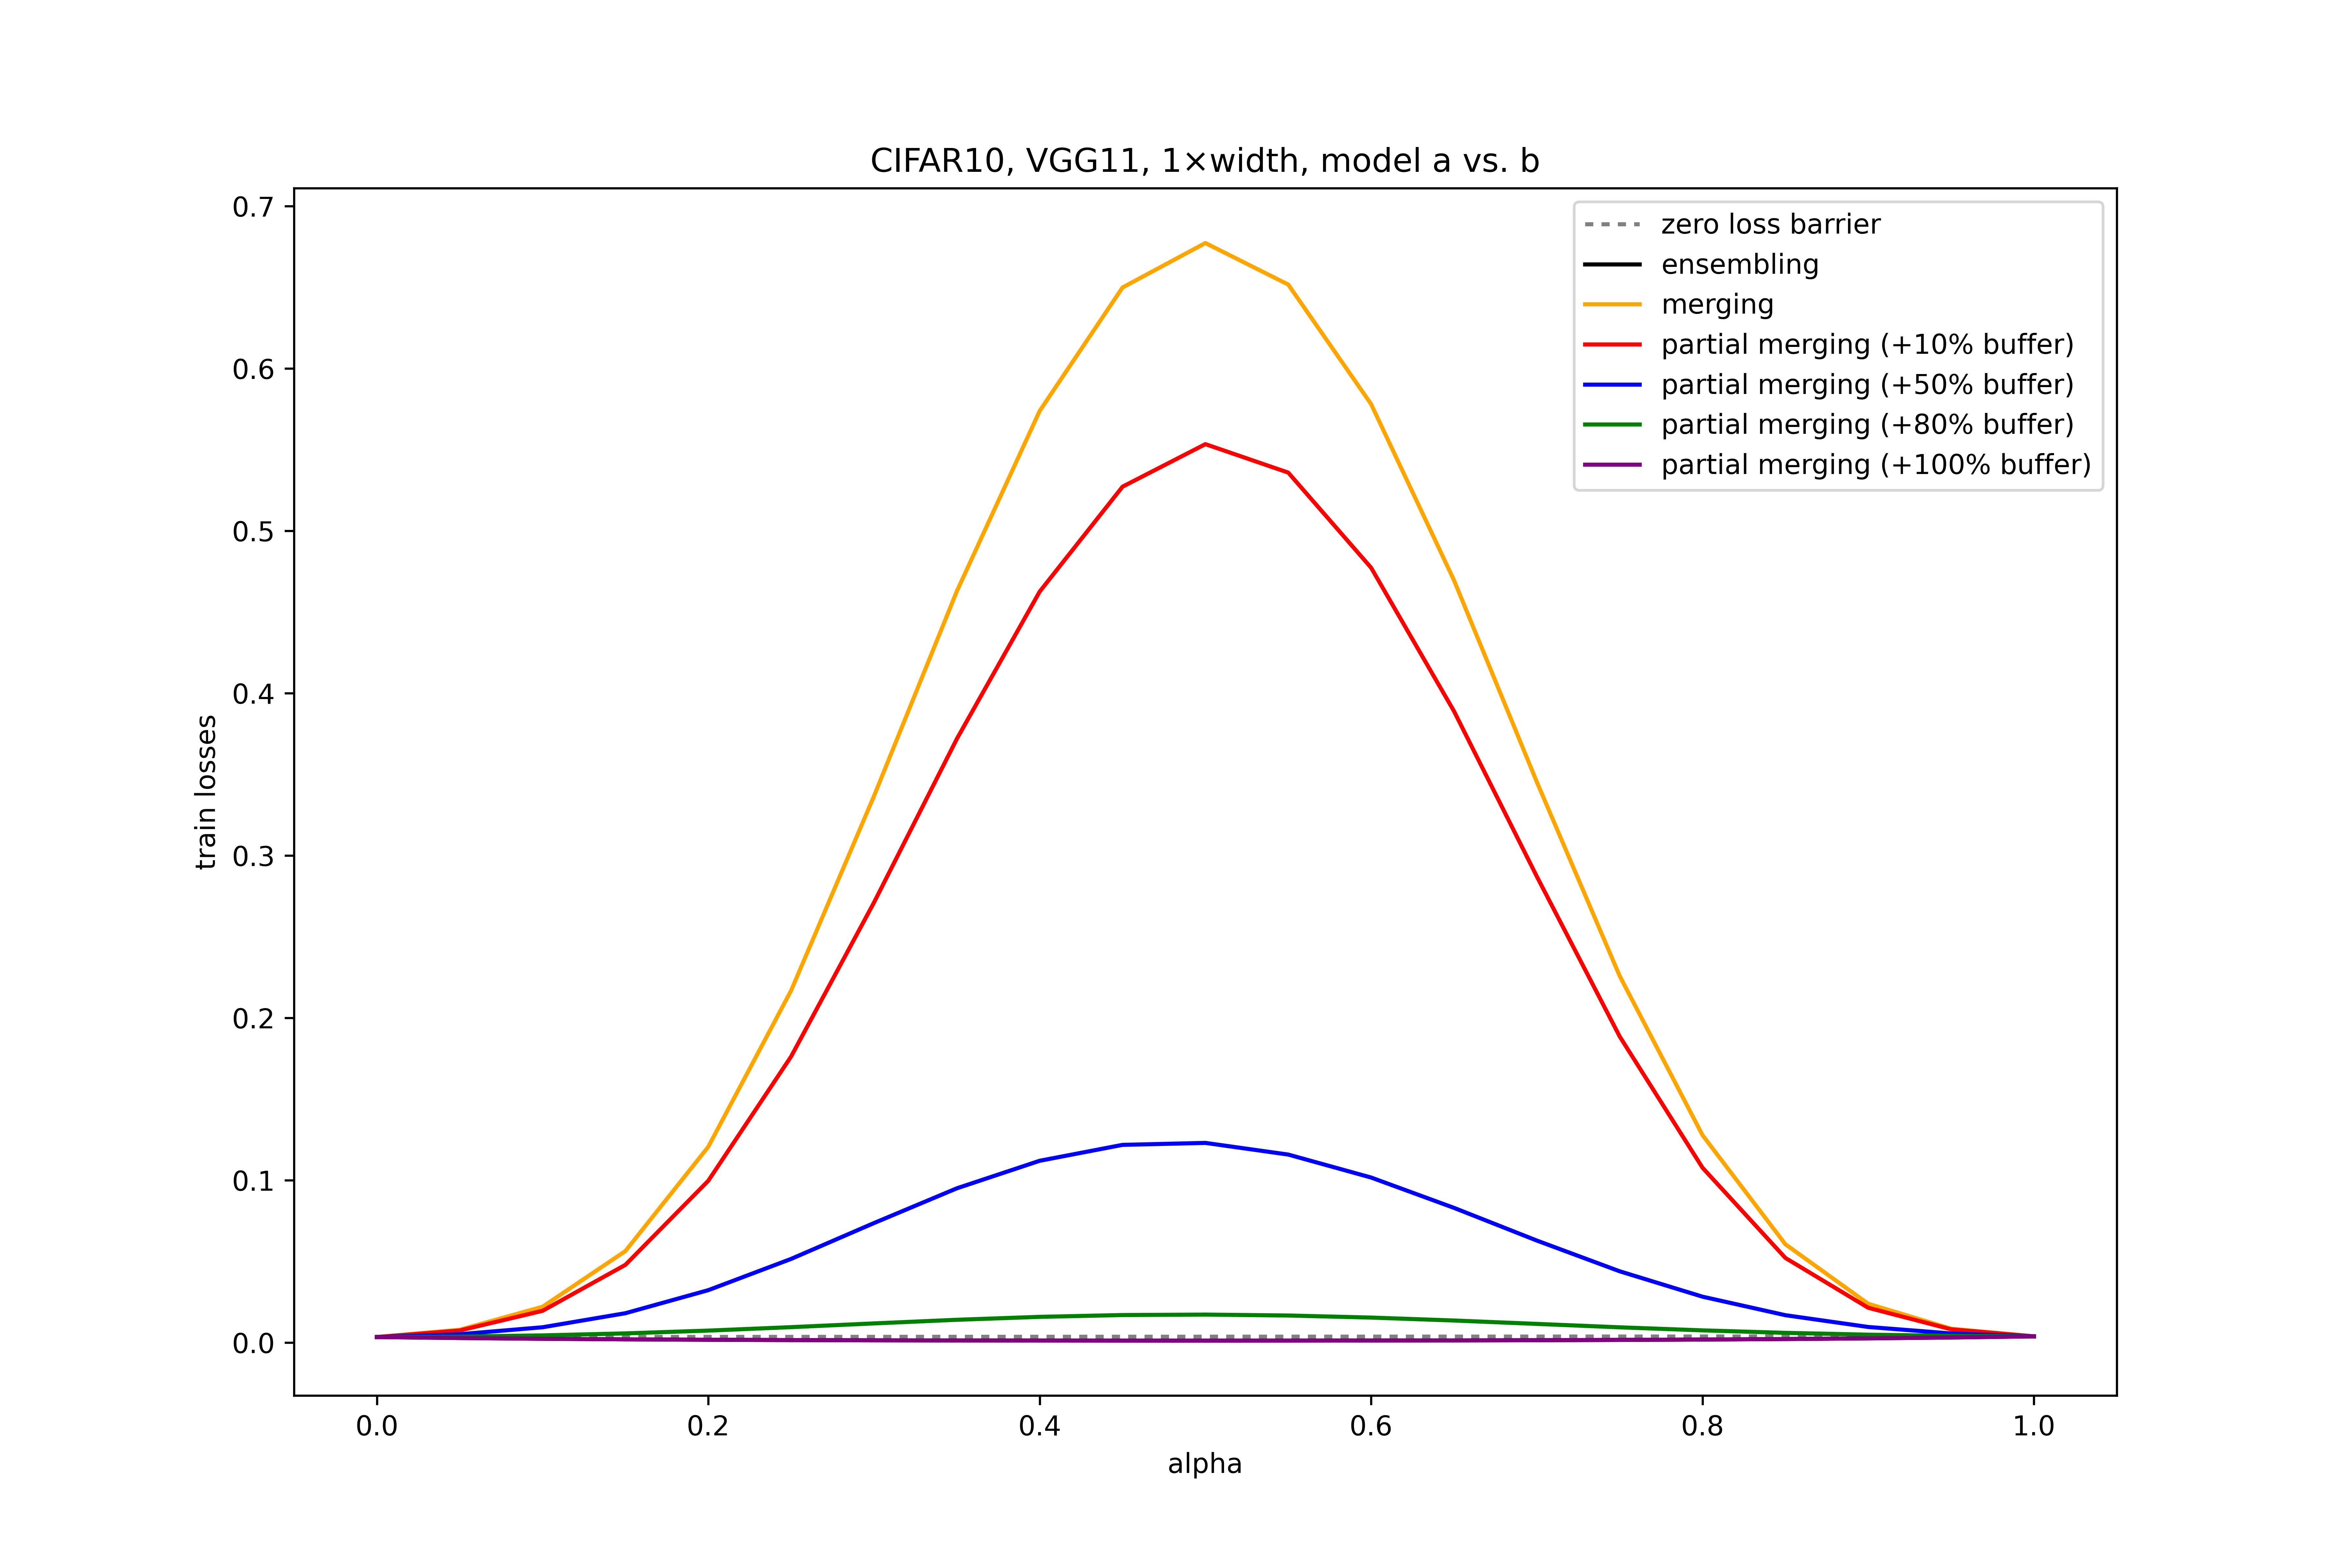 CIFAR10, VGG11, 1×width, model a vs. b
zero loss barrier
ensembling
merging
partial merging (+10% buffer)
partial merging (+50% buffer)
partial merging (+80% buffer)
partial merging (+100% buffer)
train losses
0.7
0.6
0.5
0.4
0.3
0.2
0.1
0.0
0.0 0.2 0.4 0.6 0.8 1.0
alpha